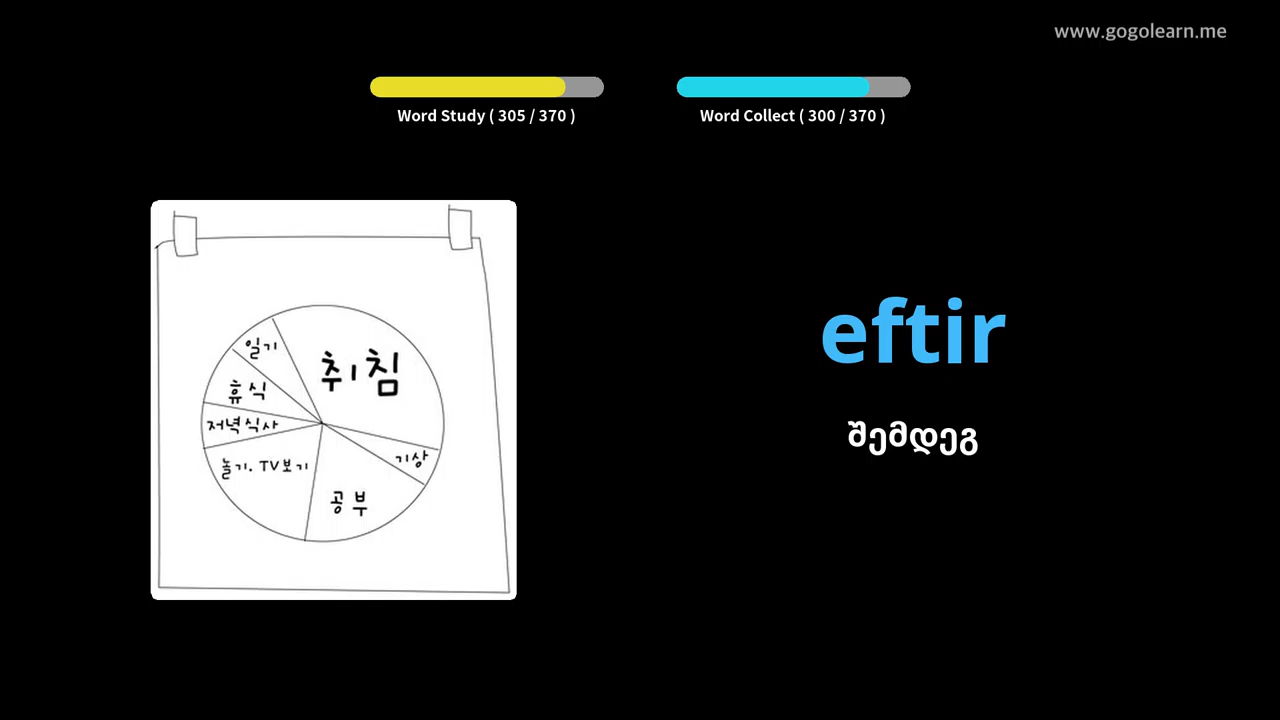 www.gogolearn.me
Word Study ( 305 / 370 )
Word Collect ( 300 / 370 )
일기
취침
휴식
저녁식사
놀기. TV보기
기상
공부
eftir
შემდეგ